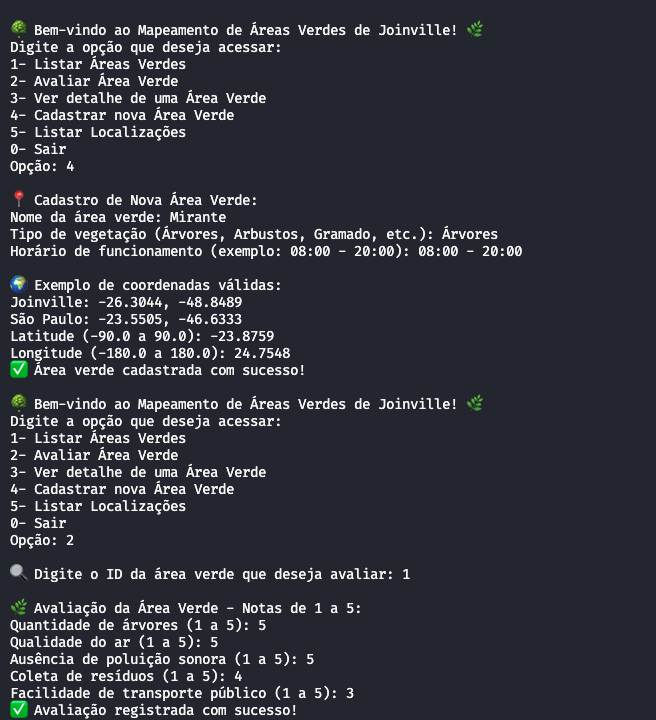 🌳 Bem-vindo ao Mapeamento de Áreas Verdes de Joinville! 🌿
Digite a opção que deseja acessar:
1- Listar Áreas Verdes
2- Avaliar Área Verde
3- Ver detalhe de uma Área Verde
4- Cadastrar nova Área Verde
5- Listar Localizações
0- Sair
Opção: 4
📍 Cadastro de Nova Área Verde:
Nome da área verde: Mirante
Tipo de vegetação (Árvores, Arbustos, Gramado, etc.): Árvores
Horário de funcionamento (exemplo: 08:00 - 20:00): 08:00 - 20:00
🌍 Exemplo de coordenadas válidas:
Joinville: -26.3044, -48.8489
São Paulo: -23.5505, -46.6333
Latitude (-90.0 a 90.0): -23.8759
Longitude (-180.0 a 180.0): 24.7548
✅ Área verde cadastrada com sucesso!
🌳 Bem-vindo ao Mapeamento de Áreas Verdes de Joinville! 🌿
Digite a opção que deseja acessar:
1- Listar Áreas Verdes
2- Avaliar Área Verde
3- Ver detalhe de uma Área Verde
4- Cadastrar nova Área Verde
5- Listar Localizações
0- Sair
Opção: 2
🔍 Digite o ID da área verde que deseja avaliar: 1
🌿 Avaliação da Área Verde - Notas de 1 a 5:
Quantidade de árvores (1 a 5): 5
Qualidade do ar (1 a 5): 5
Ausência de poluição sonora (1 a 5): 5
Coleta de resíduos (1 a 5): 4
Facilidade de transporte público (1 a 5): 3
✅ Avaliação registrada com sucesso!